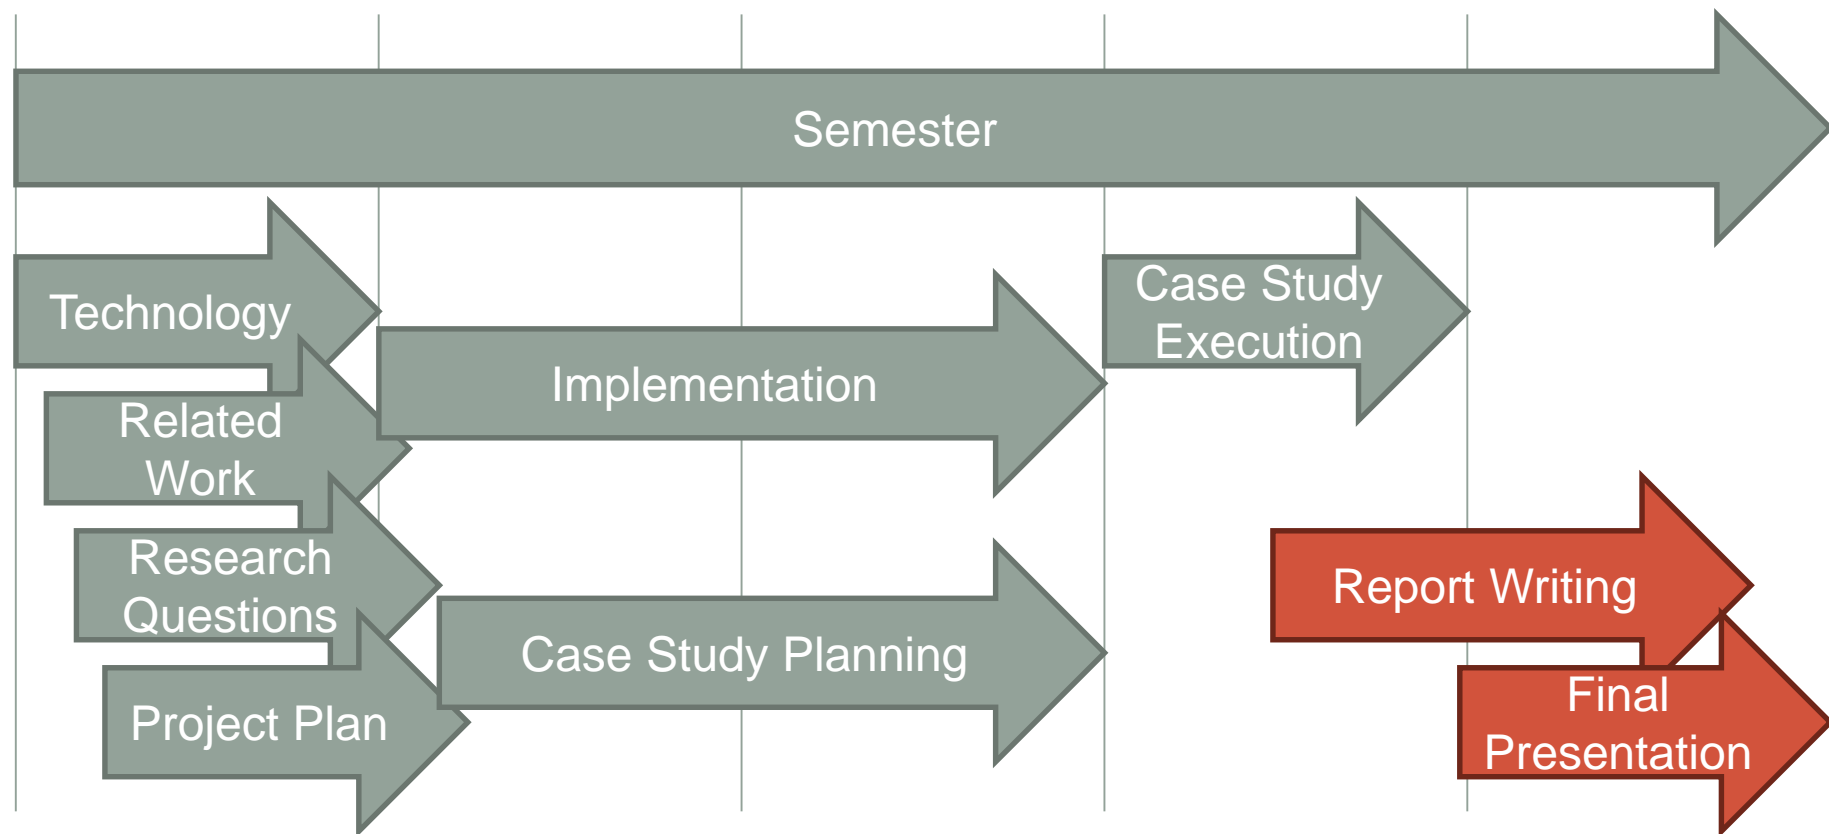 Semester
Technology
Case Study
Execution
Implementation
Related
Work
Research
Questions
Report Writing
Case Study Planning
Project Plan
Final
Presentation